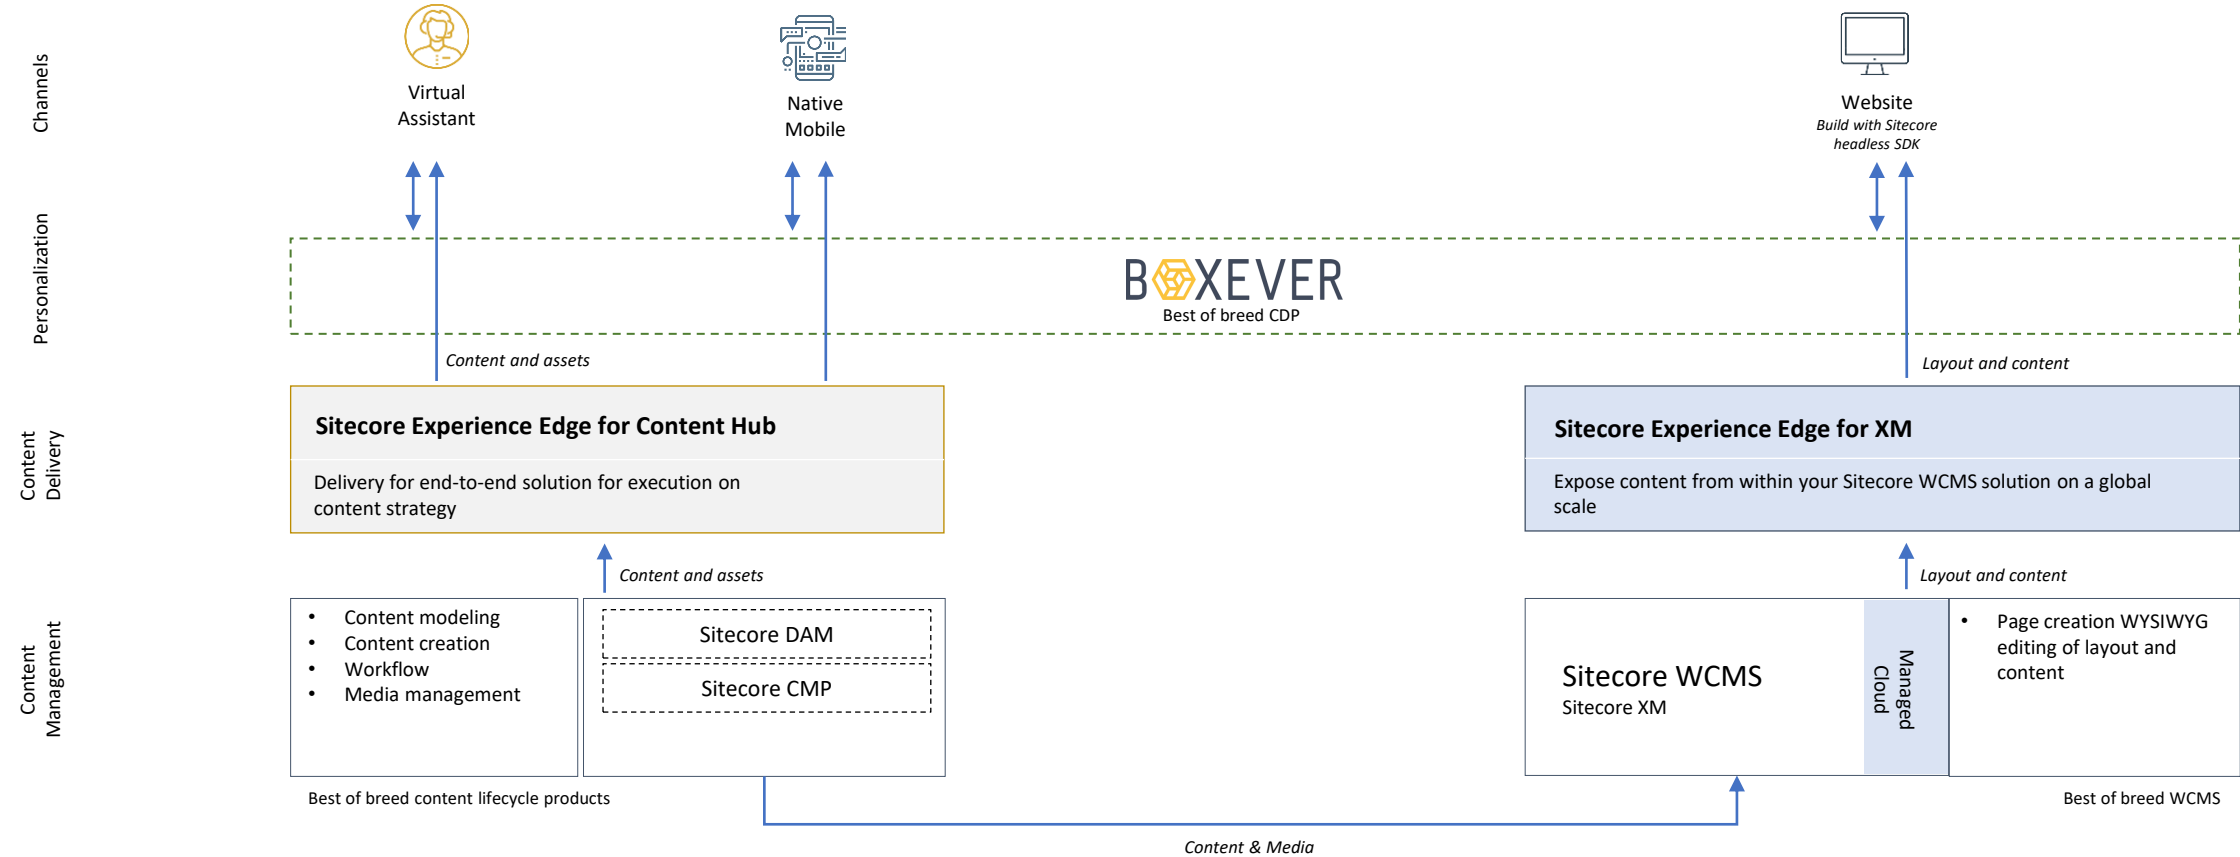 Channels
Virtual
Assistant
Native
Mobile
Website
Build with Sitecore
headless SDK
Personalization
BOXEVER
Best of breed CDP
Content and assets
Layout and content
Content
Delivery
Sitecore Experience Edge for Content Hub
Delivery for end-to-end solution for execution on
content strategy
Sitecore Experience Edge for XM
Expose content from within your Sitecore WCMS solution on a global
scale
Content and assets
Layout and content
Content
Management
• Content modeling
• Content creation
• Workflow
• Media management
Sitecore DAM
Sitecore CMP
Sitecore WCMS
Sitecore XM
Managed
Cloud
• Page creation WYSIWYG
editing of layout and
content
Best of breed content lifecycle products
Best of breed WCMS
Content & Media